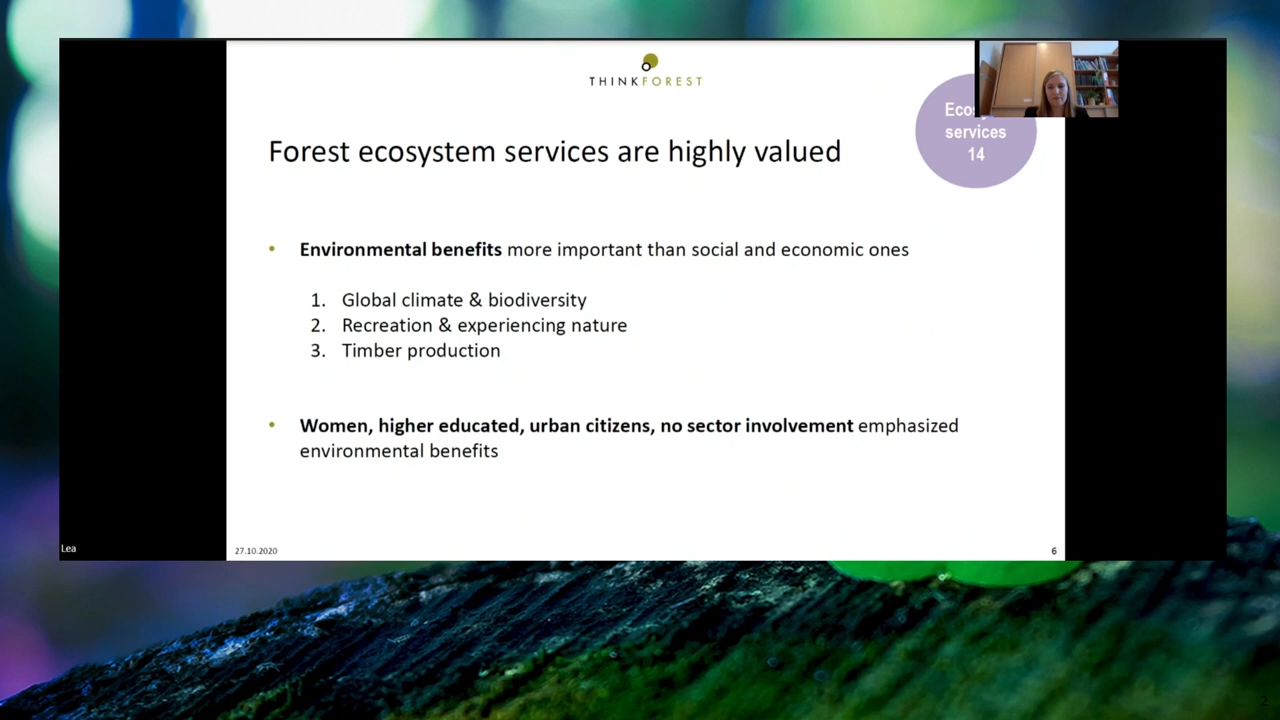 THINKFOREST
services
14
Forest ecosystem services are highly valued
• Environmental benefits more important than social and economic ones
1. Global climate & biodiversity
2. Recreation & experiencing nature
3. Timber production
• Women, higher educated, urban citizens, no sector involvement emphasized
environmental benefits
Lea
27.10.2020
6